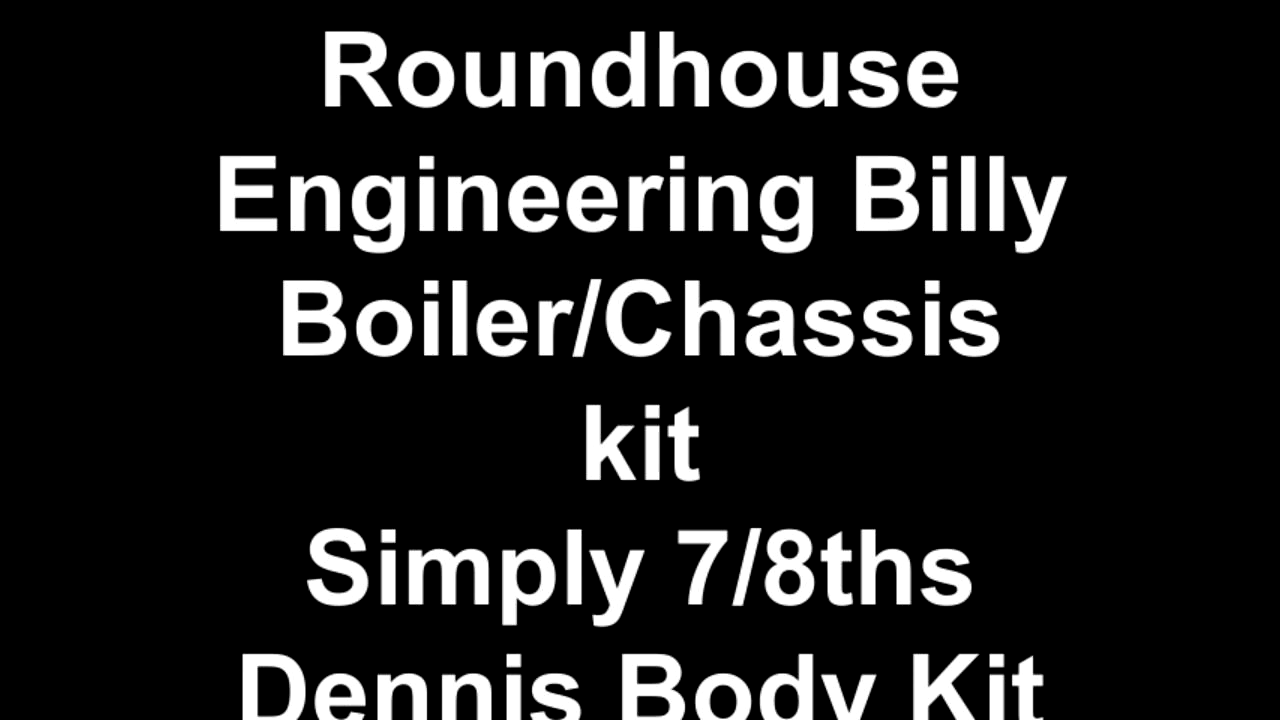 Roundhouse
Engineering Billy
Boiler/Chassis
kit
Simply 7/8ths
Dennis Body Kit